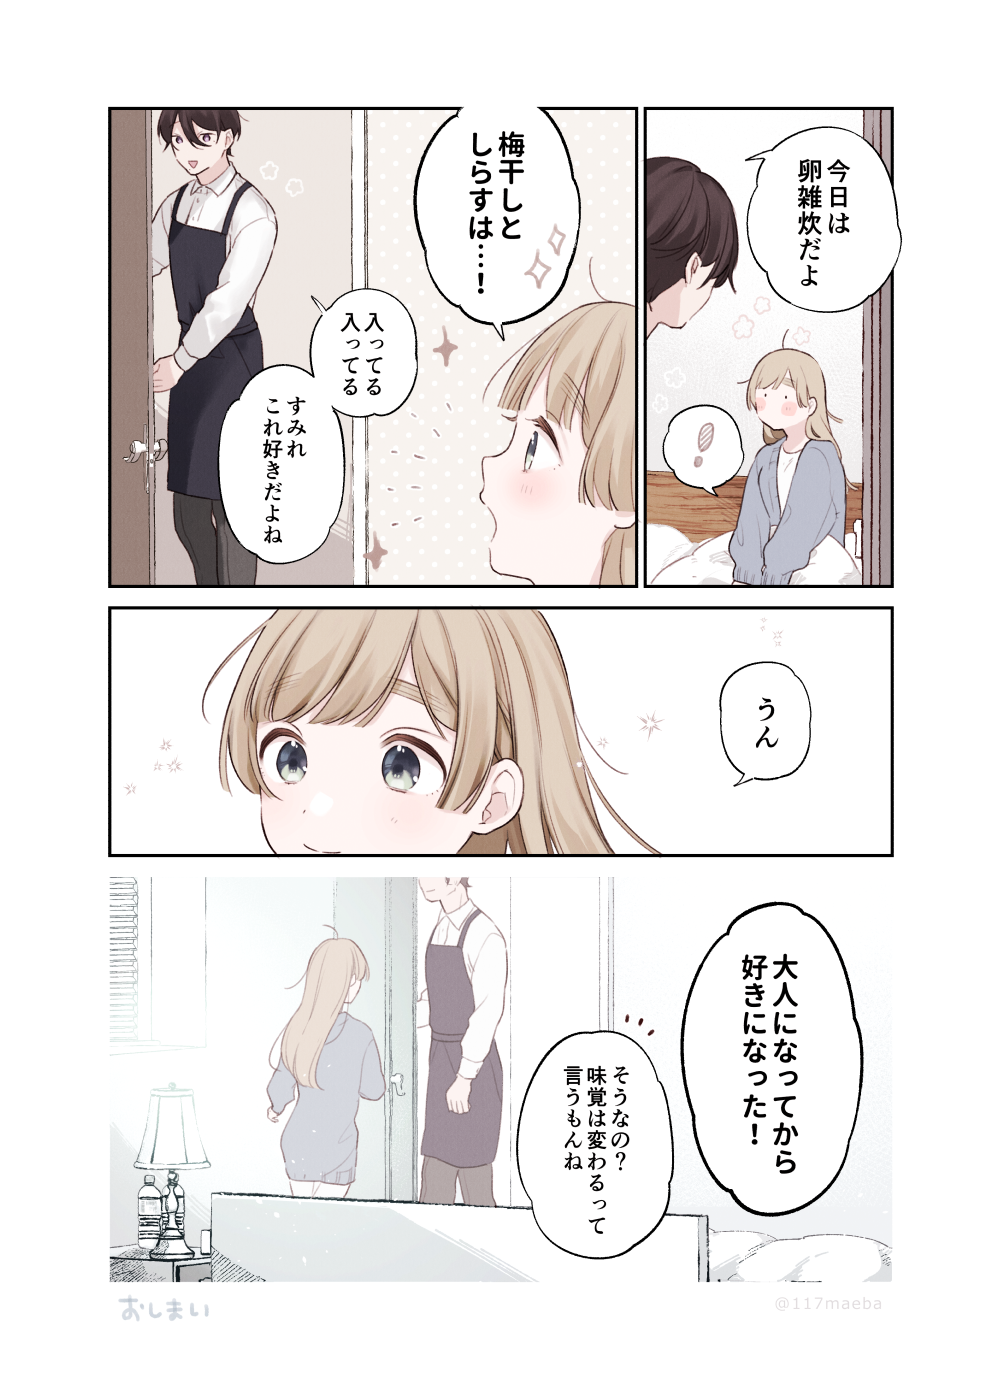 今日は
卵雑炊だよ
！
梅干しと
しらすは…！
入ってる
入ってる
すみれ
これ好きだよね
うん
大人になってから
好きになった！
そうなの？
味覚は変わるって
言うもんね
おしまい
@117maeba